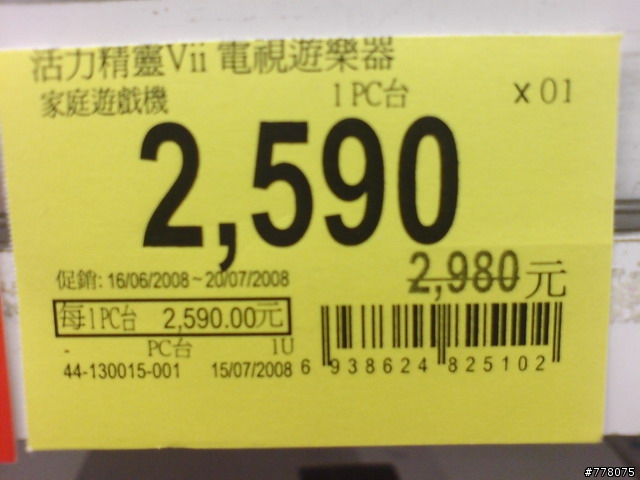 活力精靈Vii 電視遊樂器
家庭遊戲機 1 PC台 x 01
2,590
2,980元
促銷: 16/06/2008 ~ 20/07/2008
每1PC台 2,590.00元
- PC台 1U
44-130015-001 15/07/2008
6 938624 825102
#778075